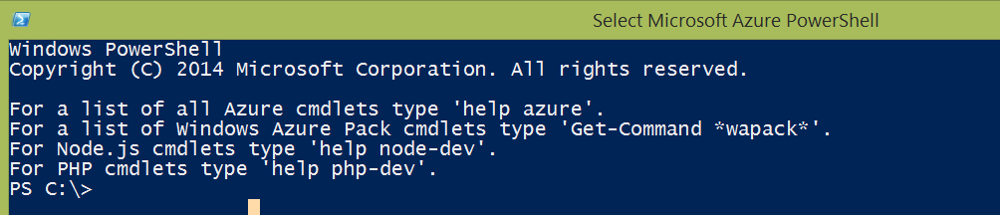 Select Microsoft Azure PowerShell
Windows PowerShell
Copyright (C) 2014 Microsoft Corporation. All rights reserved.
For a list of all Azure cmdlets type 'help azure'.
For a list of Windows Azure Pack cmdlets type 'Get-Command *wapack*'.
For Node.js cmdlets type 'help node-dev'.
For PHP cmdlets type 'help php-dev'.
PS C:\>